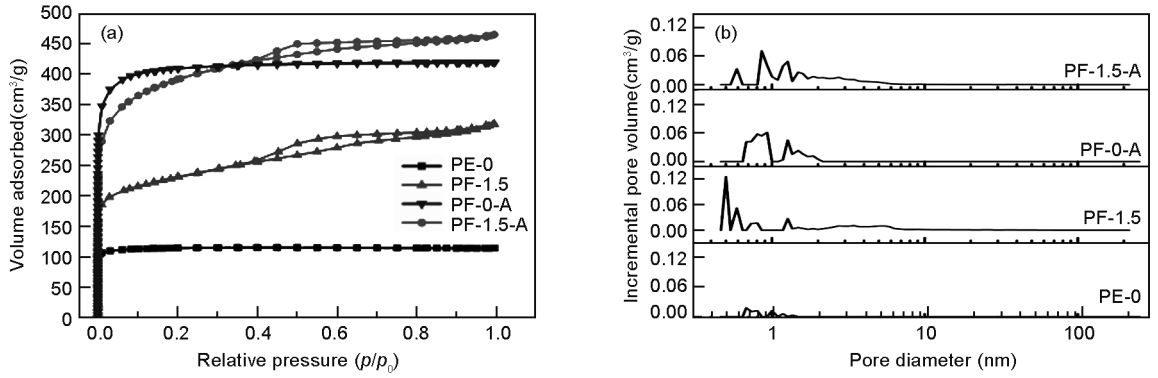 (a)
Volume adsorbed(cm³/g)
500
450
400
350
300
250
200
150
100
50
0
PE-0
PF-1.5
PF-0-A
PF-1.5-A
0.0 0.2 0.4 0.6 0.8 1.0
Relative pressure (p/p₀)
(b)
Incremental pore volume(cm³/g)
0.12
0.06
0.00
PF-1.5-A
0.12
0.06
0.00
PF-0-A
0.12
0.06
0.00
PF-1.5
0.12
0.06
0.00
PE-0
1 10 100
Pore diameter (nm)